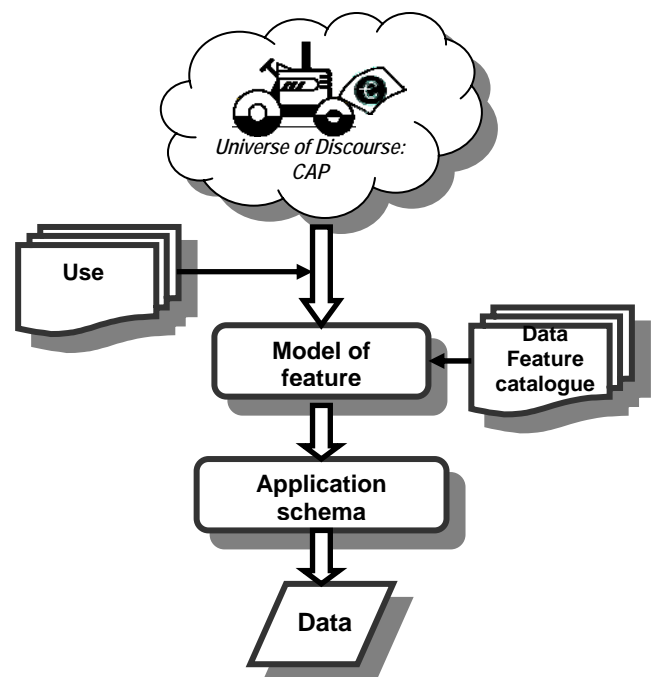 Universe of Discourse:
CAP
Use
Model of
feature
Data
Feature
catalogue
Application
schema
Data